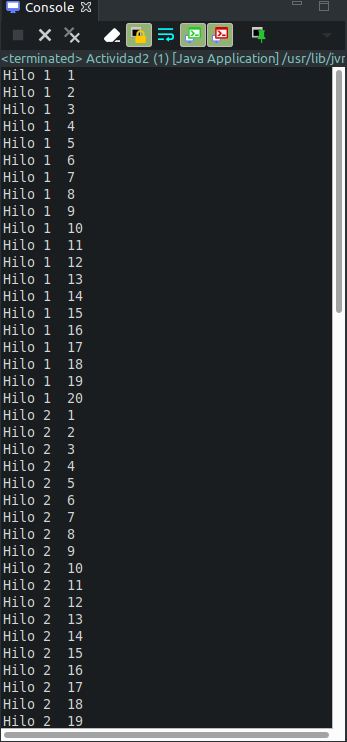 Console
<terminated> Actividad2 (1) [Java Application] /usr/lib/jvr
Hilo 1  1
Hilo 1  2
Hilo 1  3
Hilo 1  4
Hilo 1  5
Hilo 1  6
Hilo 1  7
Hilo 1  8
Hilo 1  9
Hilo 1  10
Hilo 1  11
Hilo 1  12
Hilo 1  13
Hilo 1  14
Hilo 1  15
Hilo 1  16
Hilo 1  17
Hilo 1  18
Hilo 1  19
Hilo 1  20
Hilo 2  1
Hilo 2  2
Hilo 2  3
Hilo 2  4
Hilo 2  5
Hilo 2  6
Hilo 2  7
Hilo 2  8
Hilo 2  9
Hilo 2  10
Hilo 2  11
Hilo 2  12
Hilo 2  13
Hilo 2  14
Hilo 2  15
Hilo 2  16
Hilo 2  17
Hilo 2  18
Hilo 2  19